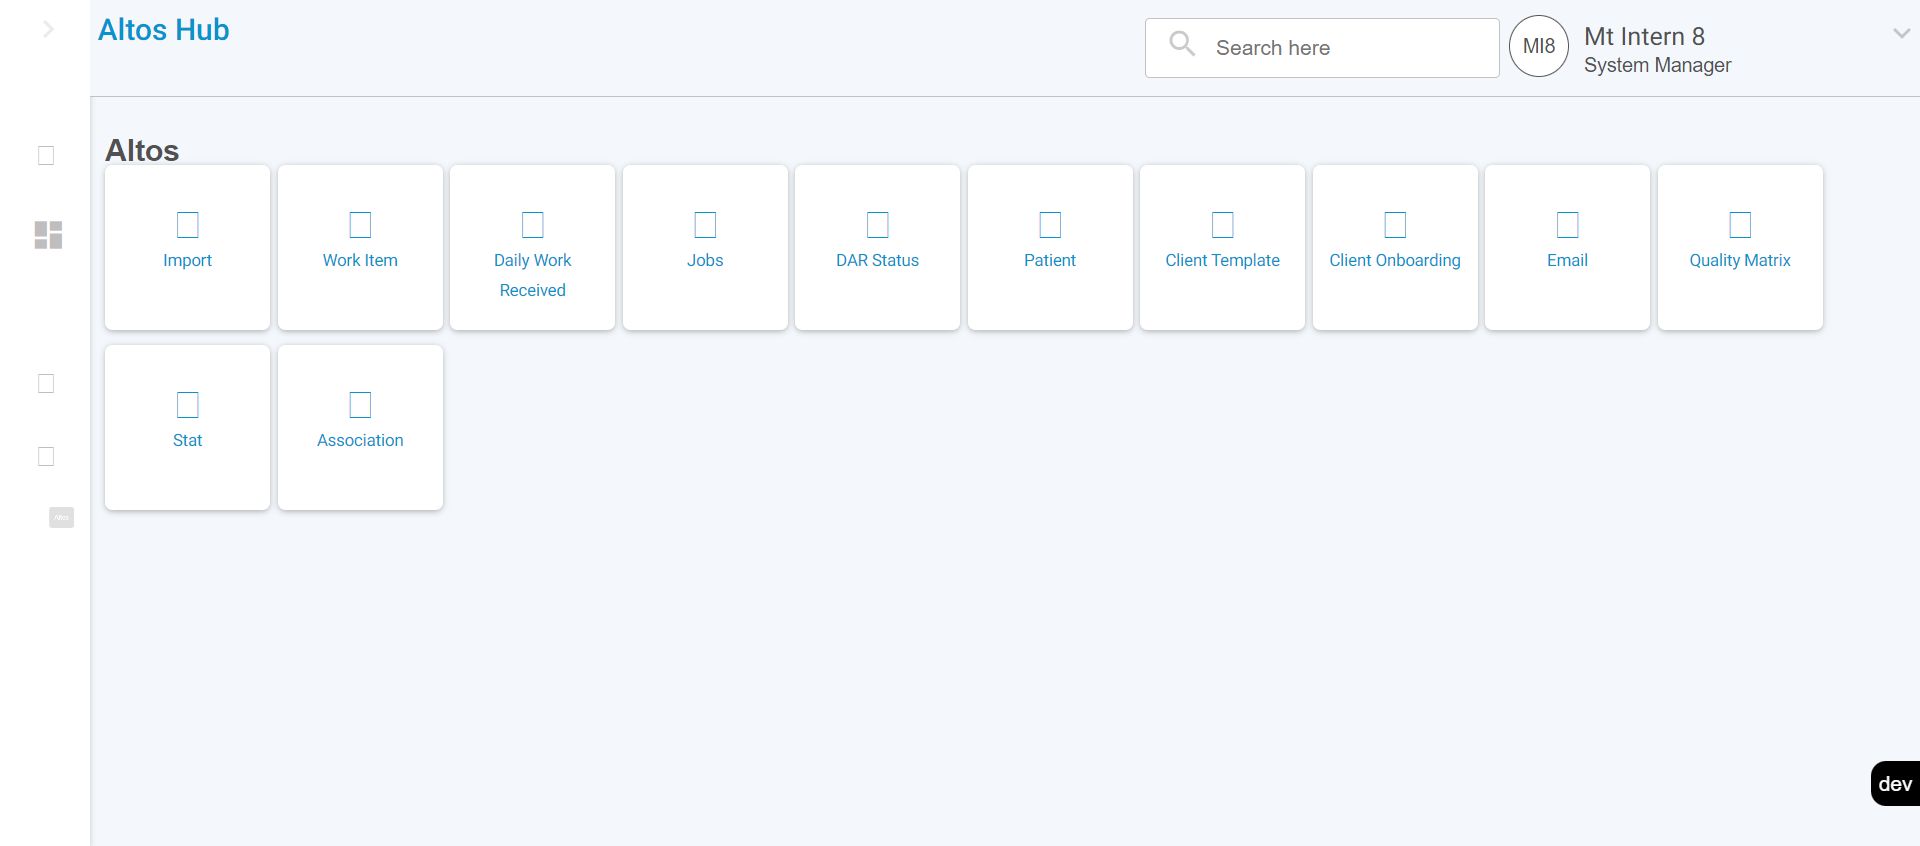 Altos Hub
Search here
MI8
Mt Intern 8
System Manager
Altos
Import
Work Item
Daily Work
Received
Jobs
DAR Status
Patient
Client Template
Client Onboarding
Email
Quality Matrix
Stat
Association
Altos
dev